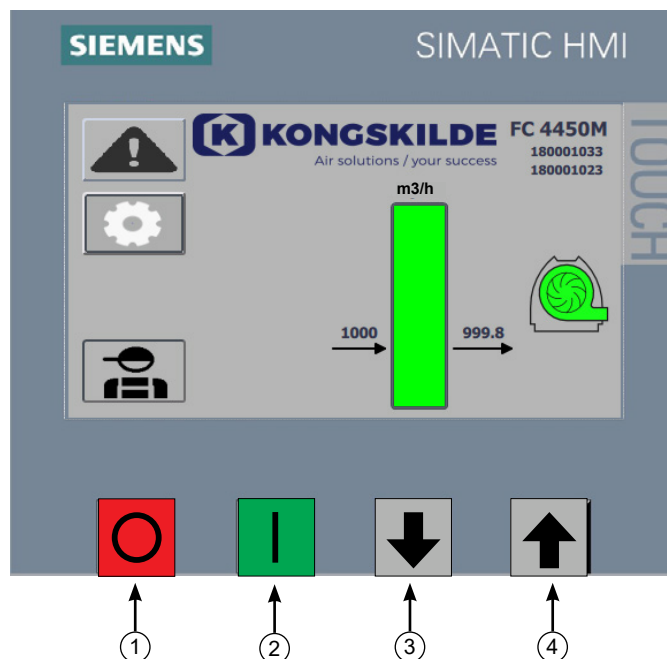 SIEMENS
SIMATIC HMI
TOUCH
K KONGSKILDE
Air solutions / your success
FC 4450M
180001033
180001023
m3/h
1000
999.8
1
2
3
4